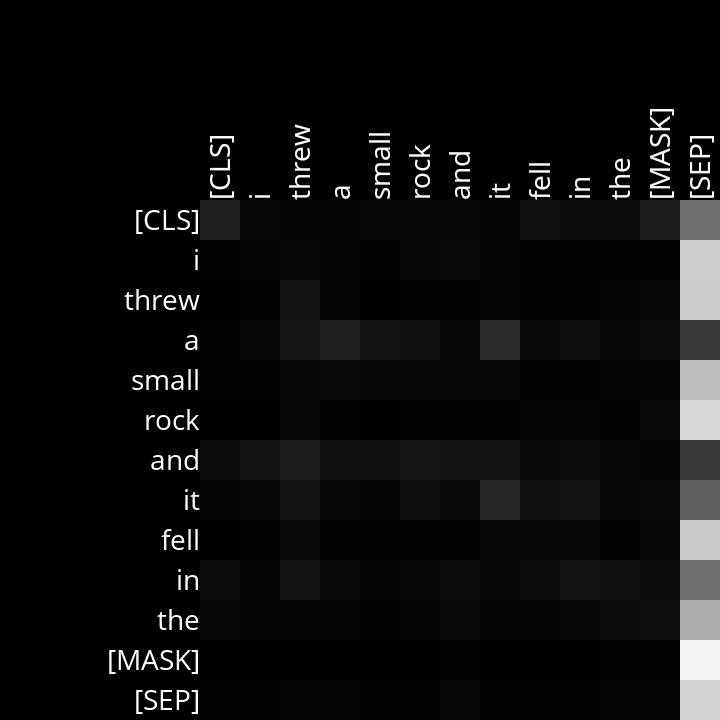 [CLS] i threw a small rock and it fell in the [MASK] [SEP]
[CLS]
i
threw
a
small
rock
and
it
fell
in
the
[MASK]
[SEP]